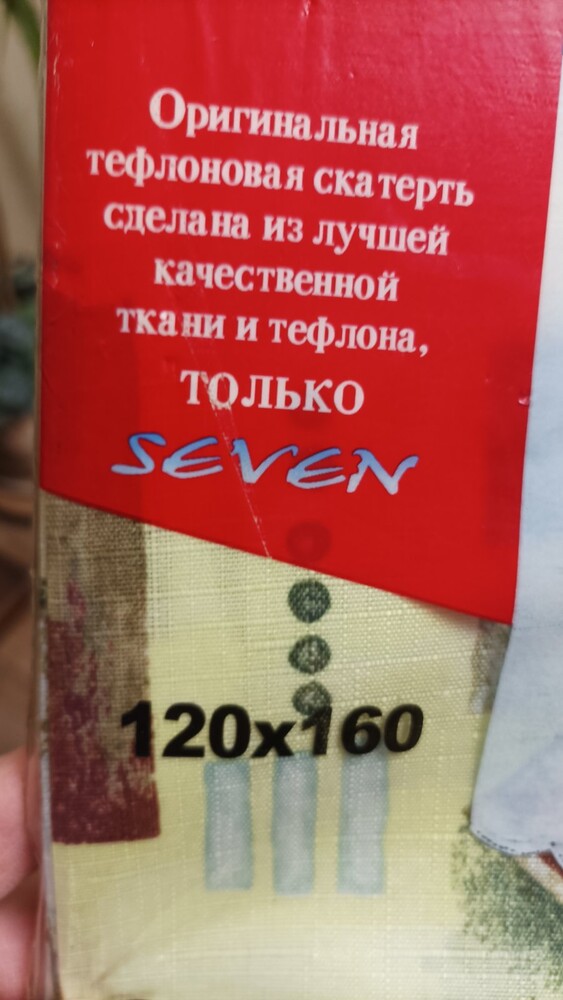 Оригинальная
тефлоновая скатерть
сделана из лучшей
качественной
ткани и тефлона,
ТОЛЬКО
SEVEN
120x160